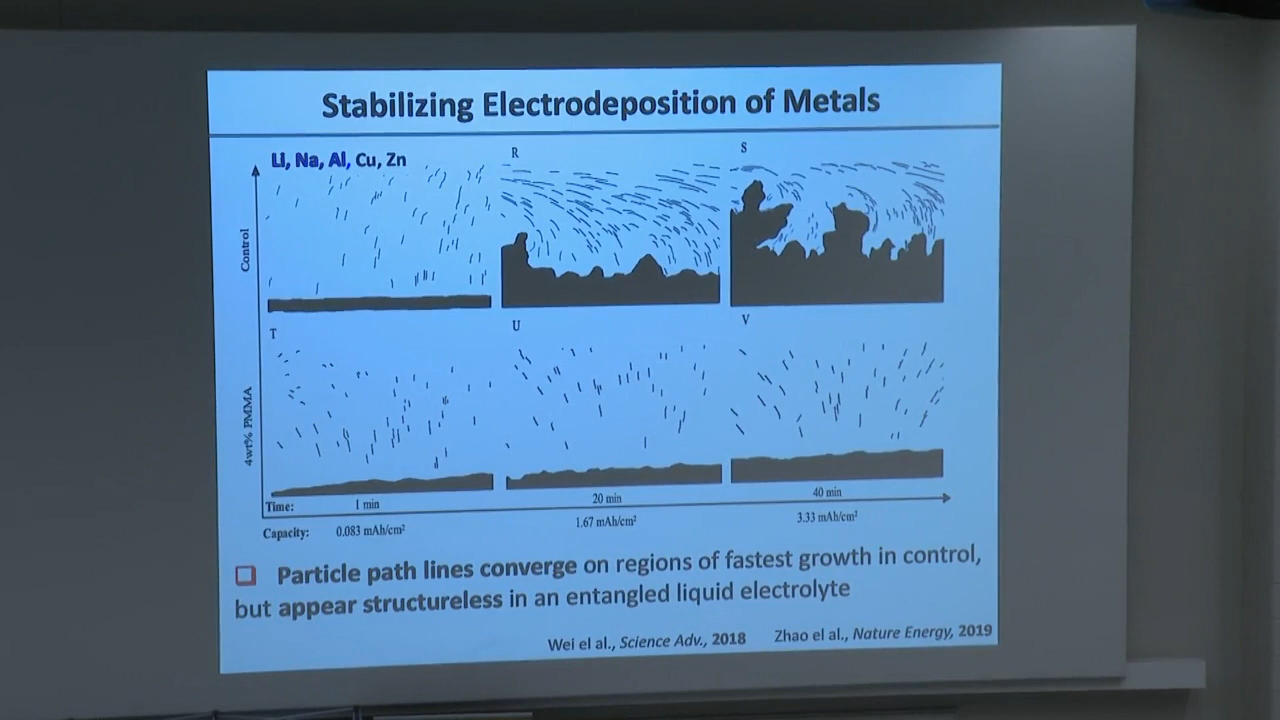 Stabilizing Electrodeposition of Metals
Li, Na, Al, Cu, Zn
R
S
Control
T
U
V
4wt% PMMA
Time:
1 min
20 min
40 min
Capacity:
0.083 mAh/cm²
1.67 mAh/cm²
3.33 mAh/cm²
Particle path lines converge on regions of fastest growth in control,
but appear structureless in an entangled liquid electrolyte
Wei el al., Science Adv., 2018 Zhao el al., Nature Energy, 2019